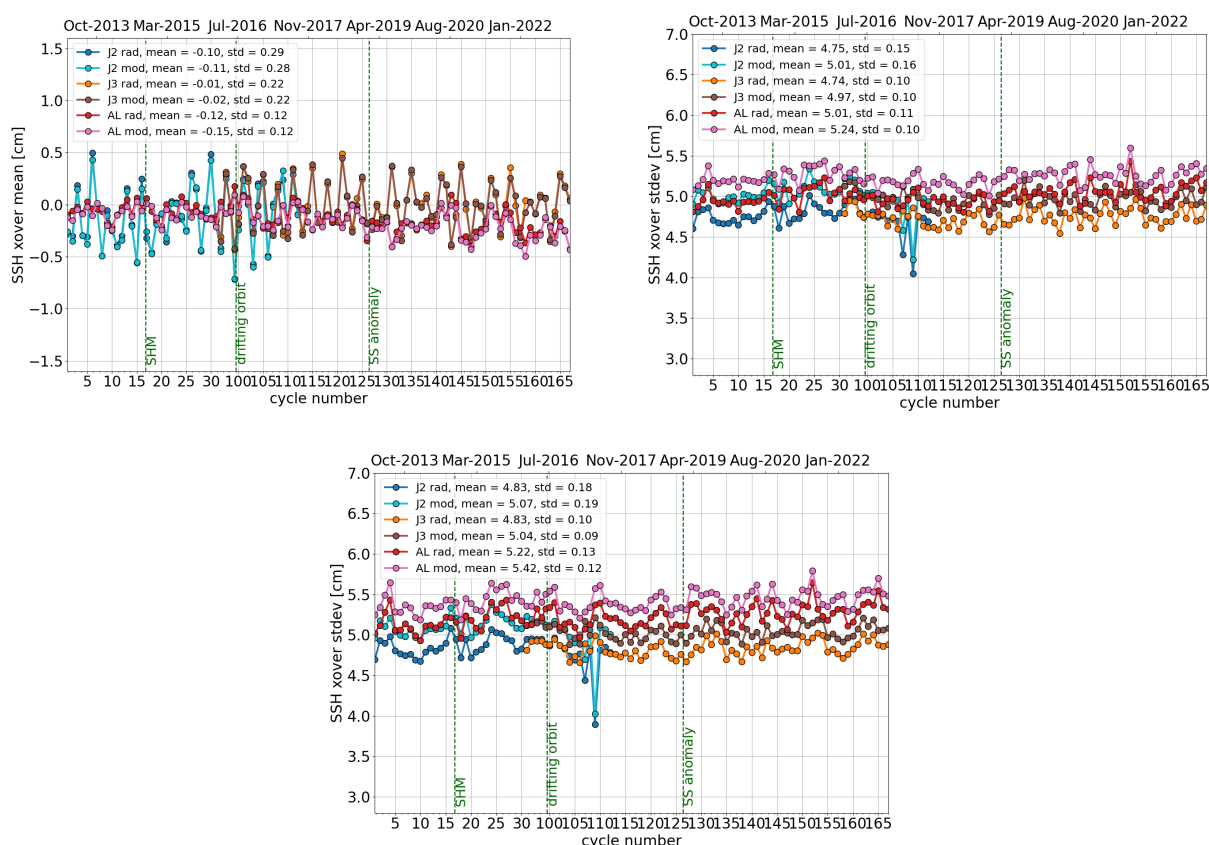 Oct-2013 Mar-2015 Jul-2016 Nov-2017 Apr-2019 Aug-2020 Jan-2022
1.5
1.0
0.5
0.0
−0.5
−1.0
−1.5
SSH xover mean [cm]
J2 rad, mean = -0.10, std = 0.29
J2 mod, mean = -0.11, std = 0.28
J3 rad, mean = -0.01, std = 0.22
J3 mod, mean = -0.02, std = 0.22
AL rad, mean = -0.12, std = 0.12
AL mod, mean = -0.15, std = 0.12
SHM
drifting orbit
SS anomaly
5 10 15 20 25 30 100 105 110 115 120 126 130 135 140 145 150 155 160 165
cycle number
Oct-2013 Mar-2015 Jul-2016 Nov-2017 Apr-2019 Aug-2020 Jan-2022
7.0
6.5
6.0
5.5
5.0
4.5
4.0
3.5
3.0
SSH xover stdev [cm]
J2 rad, mean = 4.75, std = 0.15
J2 mod, mean = 5.01, std = 0.16
J3 rad, mean = 4.74, std = 0.10
J3 mod, mean = 4.97, std = 0.10
AL rad, mean = 5.01, std = 0.11
AL mod, mean = 5.24, std = 0.10
SHM
drifting orbit
SS anomaly
5 10 15 20 25 30 100 105 110 115 120 126 130 135 140 145 150 155 160 165
cycle number
Oct-2013 Mar-2015 Jul-2016 Nov-2017 Apr-2019 Aug-2020 Jan-2022
7.0
6.5
6.0
5.5
5.0
4.5
4.0
3.5
3.0
SSH xover stdev [cm]
J2 rad, mean = 4.83, std = 0.18
J2 mod, mean = 5.07, std = 0.19
J3 rad, mean = 4.83, std = 0.10
J3 mod, mean = 5.04, std = 0.09
AL rad, mean = 5.22, std = 0.13
AL mod, mean = 5.42, std = 0.12
SHM
drifting orbit
SS anomaly
5 10 15 20 25 30 100 105 110 115 120 126 130 135 140 145 150 155 160 165
cycle number